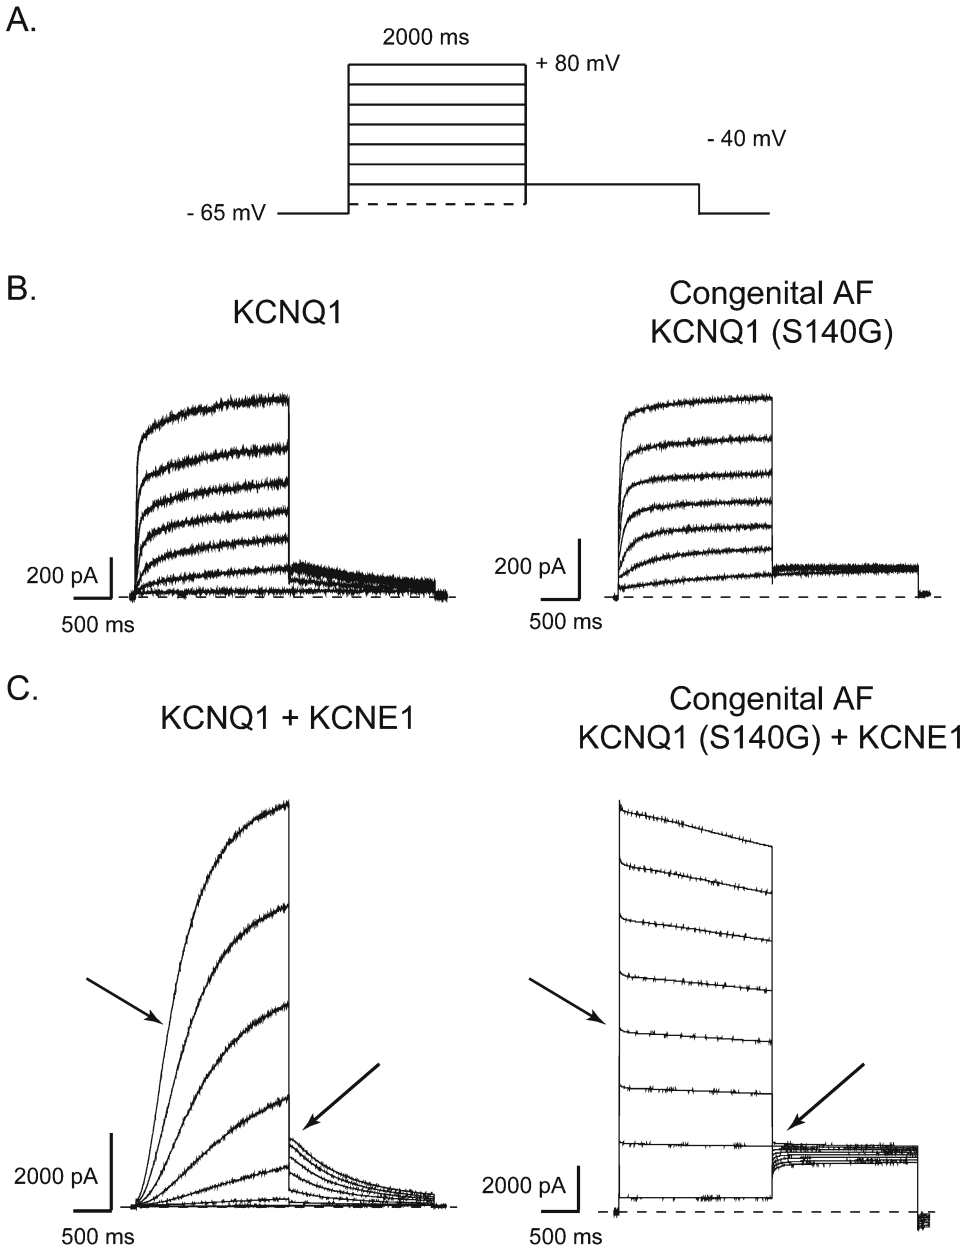 A.
2000 ms
+ 80 mV
- 40 mV
- 65 mV
B.
KCNQ1
Congenital AF
KCNQ1 (S140G)
200 pA
500 ms
200 pA
500 ms
C.
KCNQ1 + KCNE1
Congenital AF
KCNQ1 (S140G) + KCNE1
2000 pA
500 ms
2000 pA
500 ms